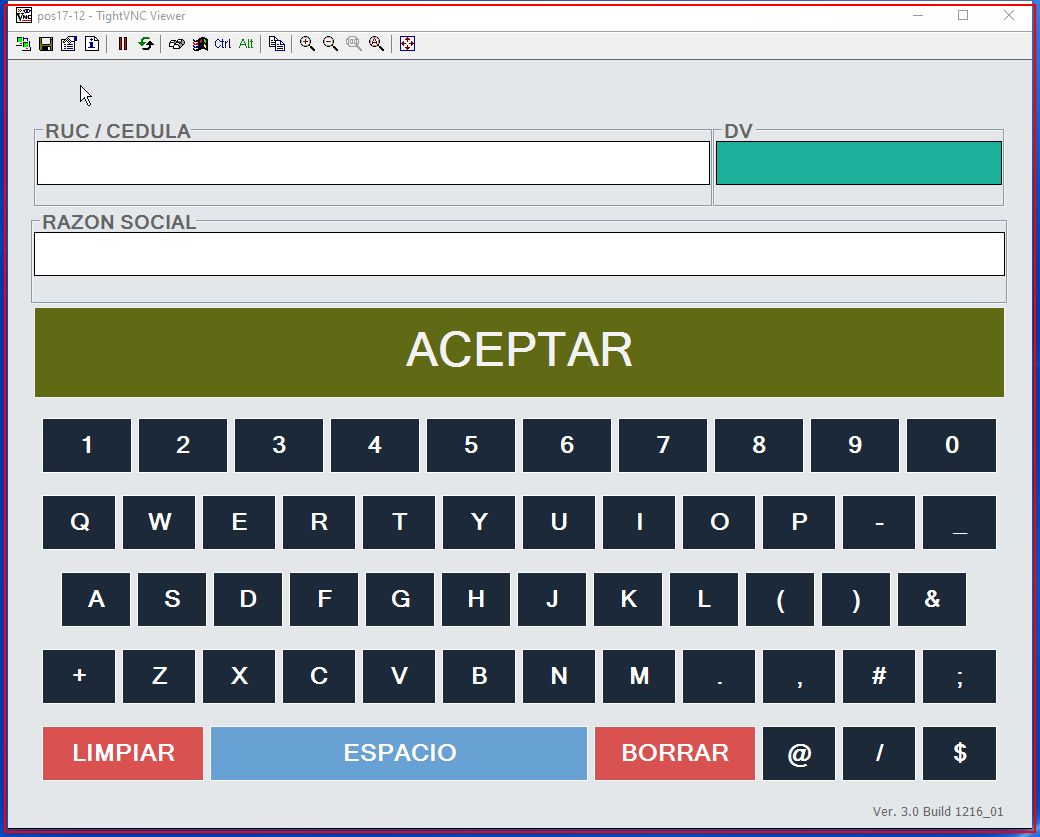 pos17-12 - TightVNC Viewer
Ctrl Alt
RUC / CEDULA DV
RAZON SOCIAL
ACEPTAR
1 2 3 4 5 6 7 8 9 0
Q W E R T Y U I O P - _
A S D F G H J K L ( ) &
+ Z X C V B N M . , # ;
LIMPIAR ESPACIO BORRAR @ / $
Ver. 3.0 Build 1216_01